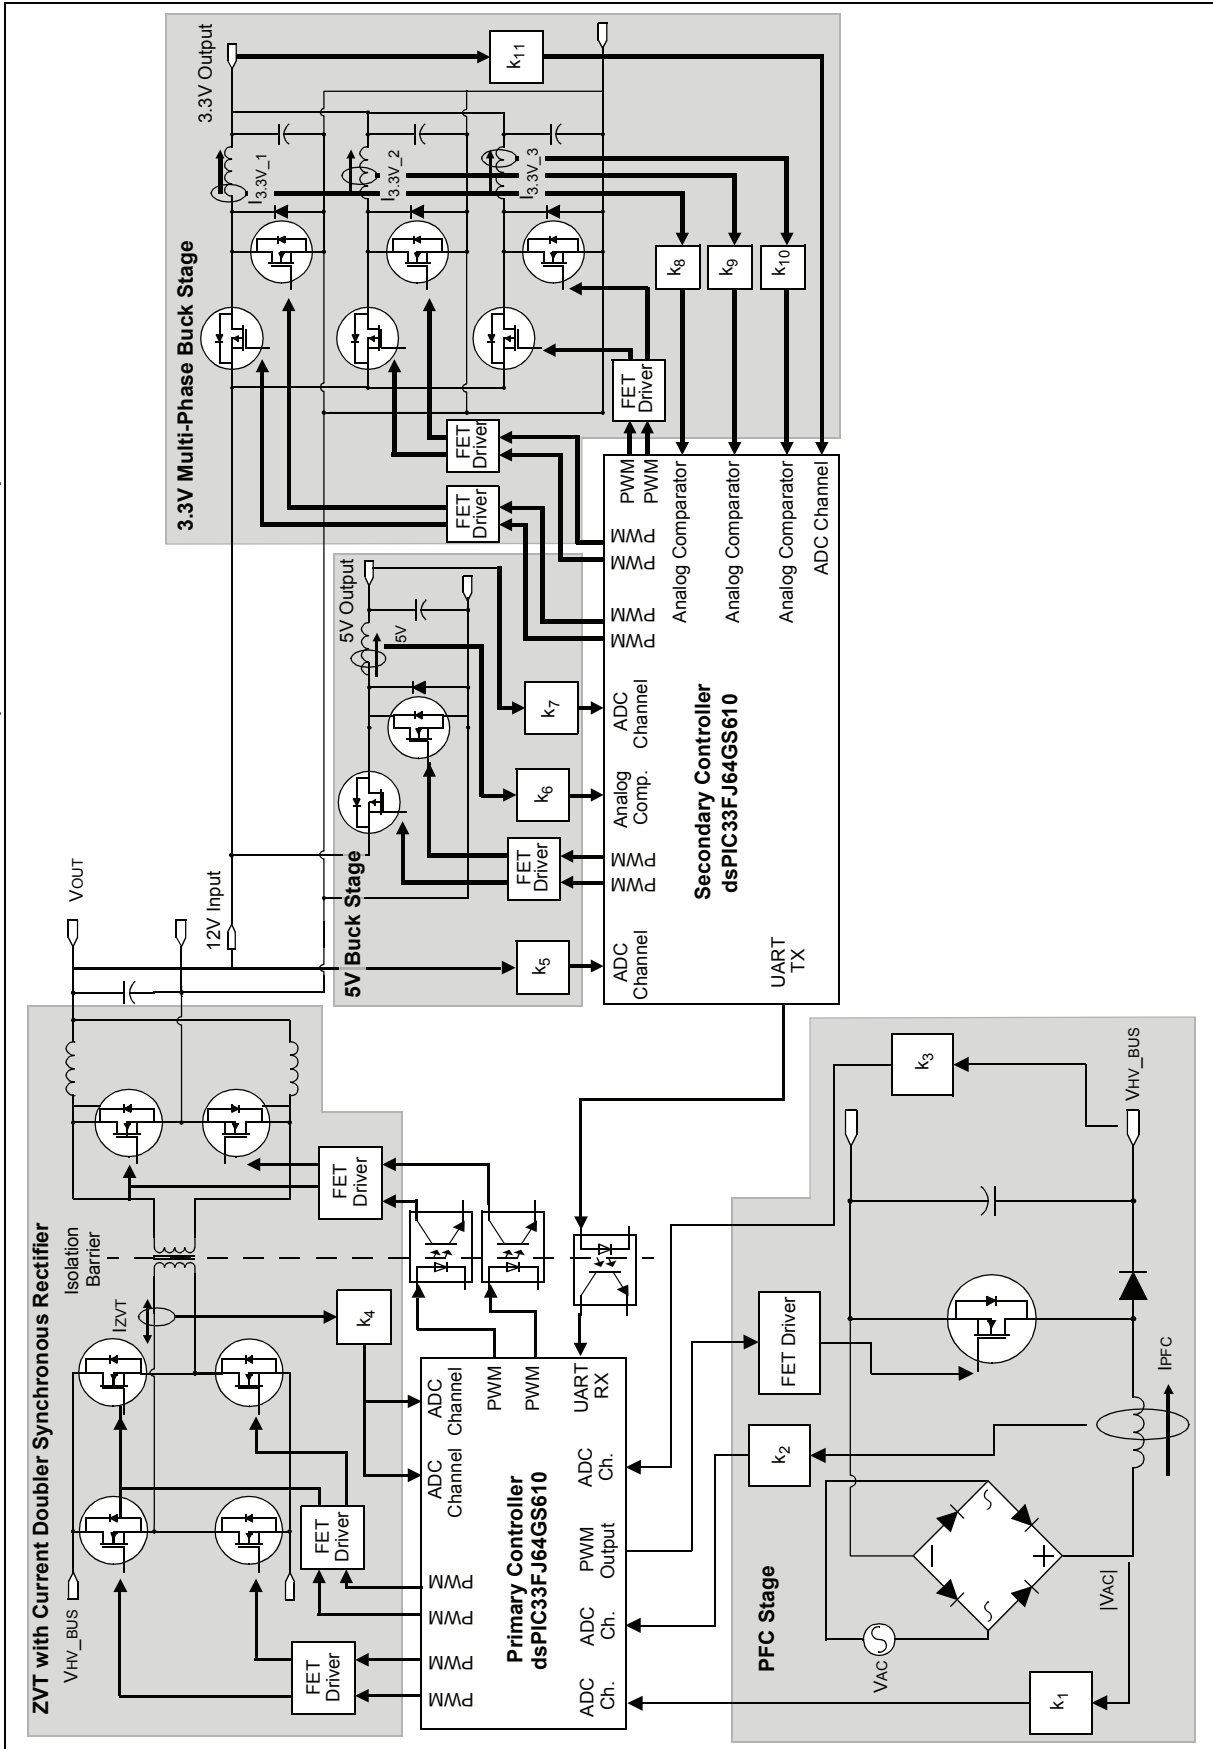 ZVT with Current Doubler Synchronous Rectifier
VHV_BUS
IZVT
Isolation
Barrier
VOUT
12V Input
FET
Driver
FET
Driver
k4
FET
Driver
PWM
PWM
PWM
PWM
ADC
Channel
ADC
Channel
PWM
PWM
UART
RX
Primary Controller
dsPIC33FJ64GS610
ADC
Ch.
ADC
Ch.
PWM
Output
ADC
Ch.
5V Buck Stage
5V Output
5V
k5
FET
Driver
k6
k7
3.3V Multi-Phase Buck Stage
3.3V Output
I3.3V_1
I3.3V_2
I3.3V_3
FET
Driver
FET
Driver
FET
Driver
k8
k9
k10
k11
ADC
Channel
PWM
PWM
Analog
Comp.
ADC
Channel
PWM
PWM
PWM
PWM
PWM
PWM
Analog Comparator
Analog Comparator
Analog Comparator
ADC Channel
Secondary Controller
dsPIC33FJ64GS610
UART
TX
PFC Stage
VAC
|VAC|
k1
k2
FET Driver
IPFC
k3
VHV_BUS